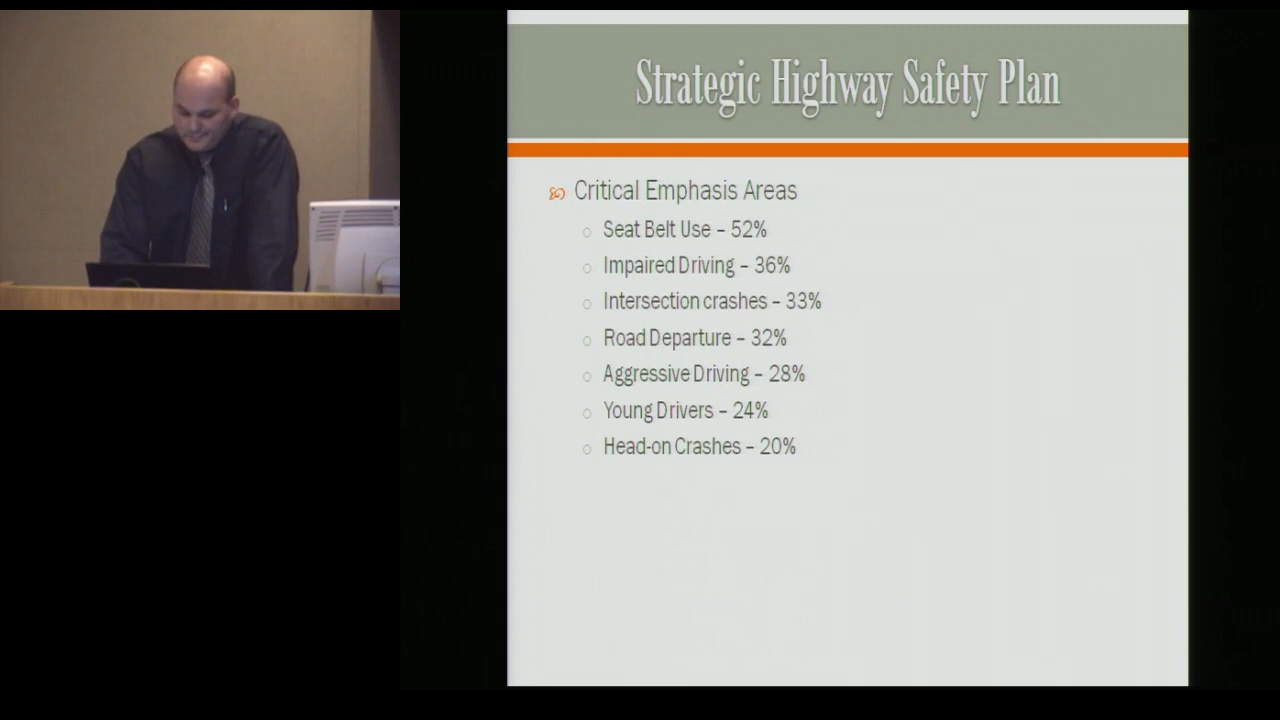 Strategic Highway Safety Plan
Critical Emphasis Areas
Seat Belt Use – 52%
Impaired Driving – 36%
Intersection crashes – 33%
Road Departure – 32%
Aggressive Driving – 28%
Young Drivers – 24%
Head-on Crashes – 20%